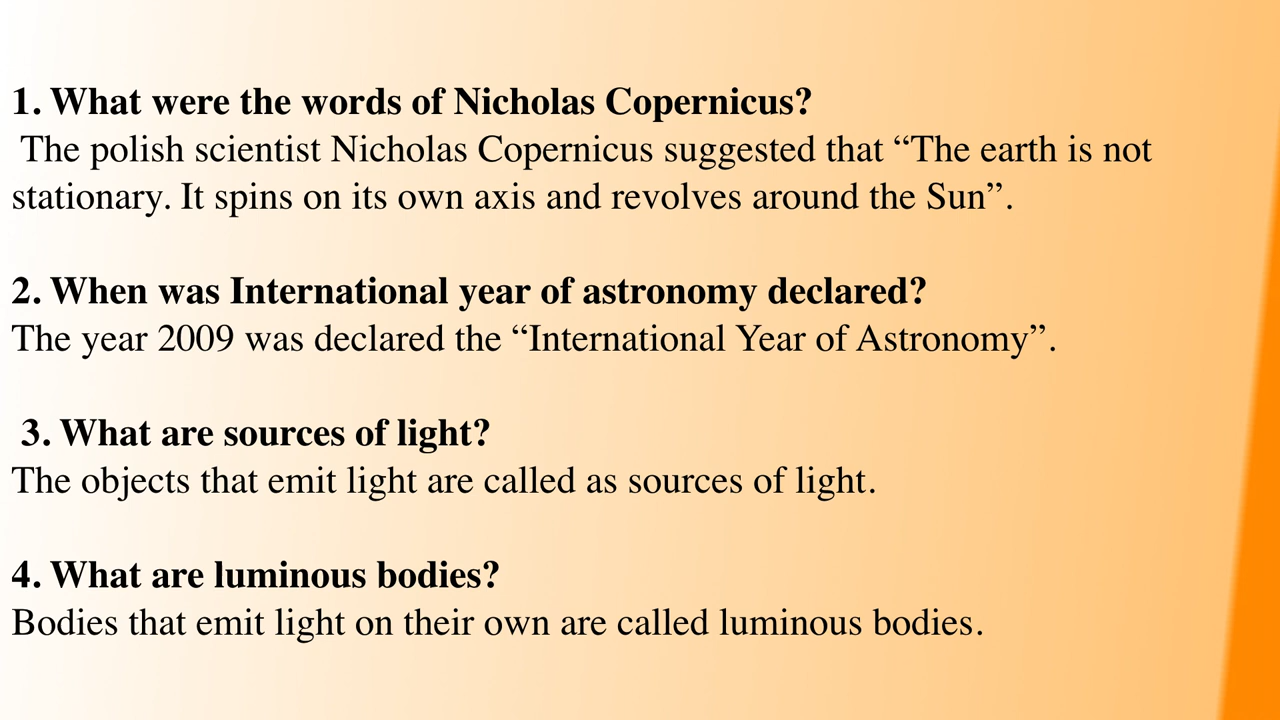 1. What were the words of Nicholas Copernicus?
The polish scientist Nicholas Copernicus suggested that “The earth is not
stationary. It spins on its own axis and revolves around the Sun”.
2. When was International year of astronomy declared?
The year 2009 was declared the “International Year of Astronomy”.
3. What are sources of light?
The objects that emit light are called as sources of light.
4. What are luminous bodies?
Bodies that emit light on their own are called luminous bodies.